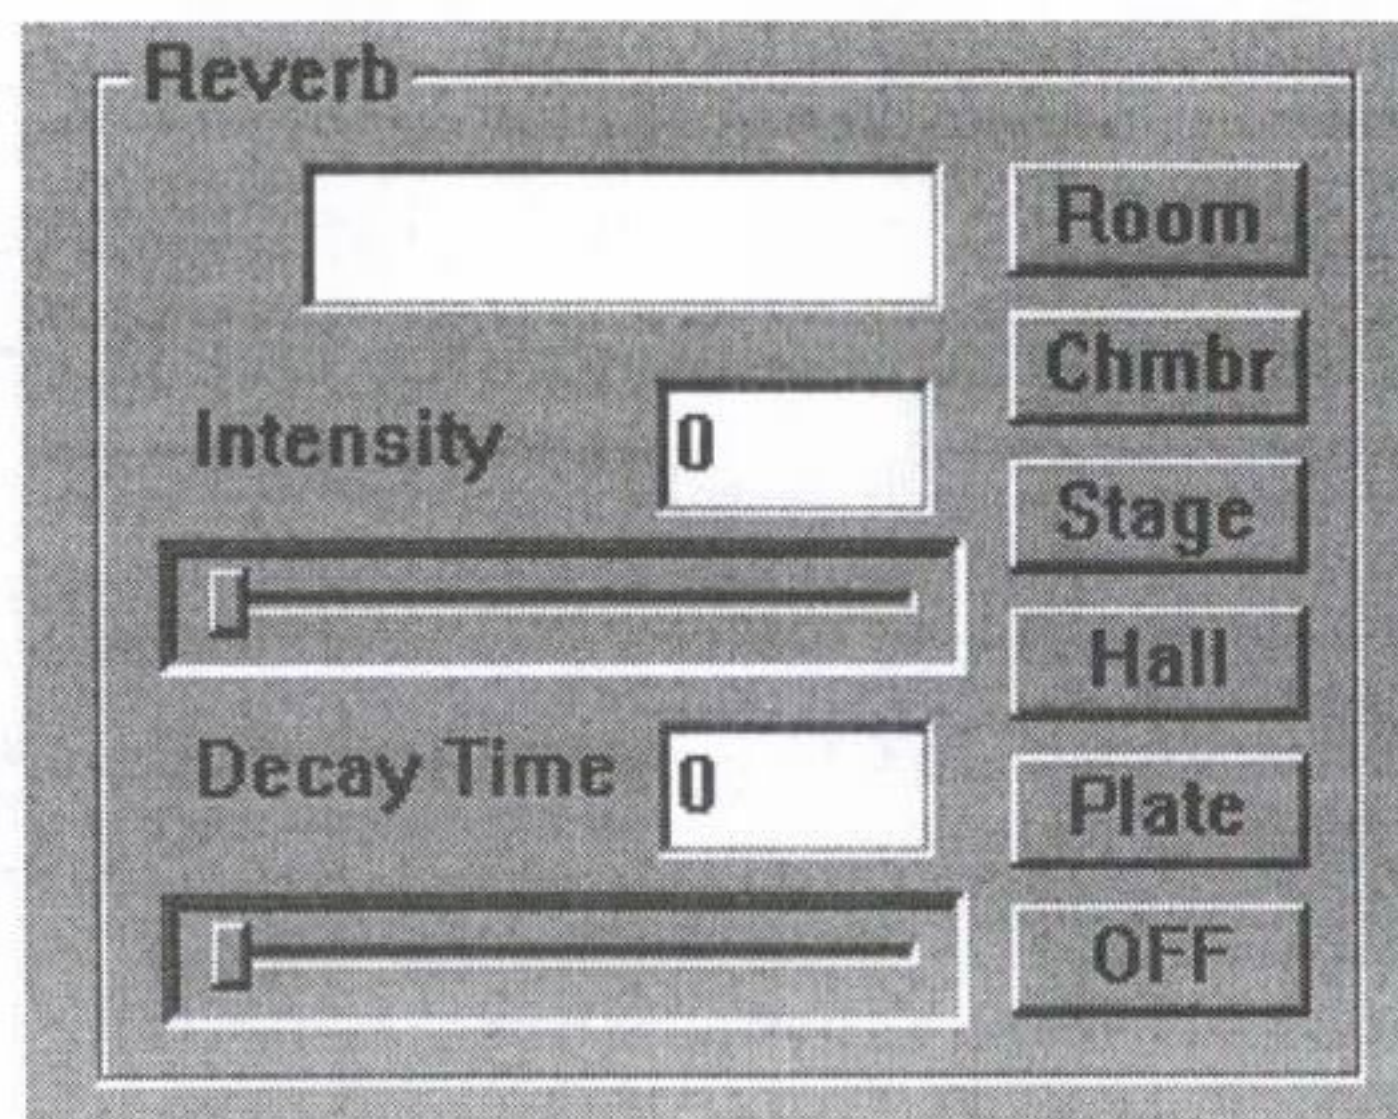 Reverb
Room
Chmbr
Intensity 0
Stage
Hall
Decay Time 0
Plate
OFF